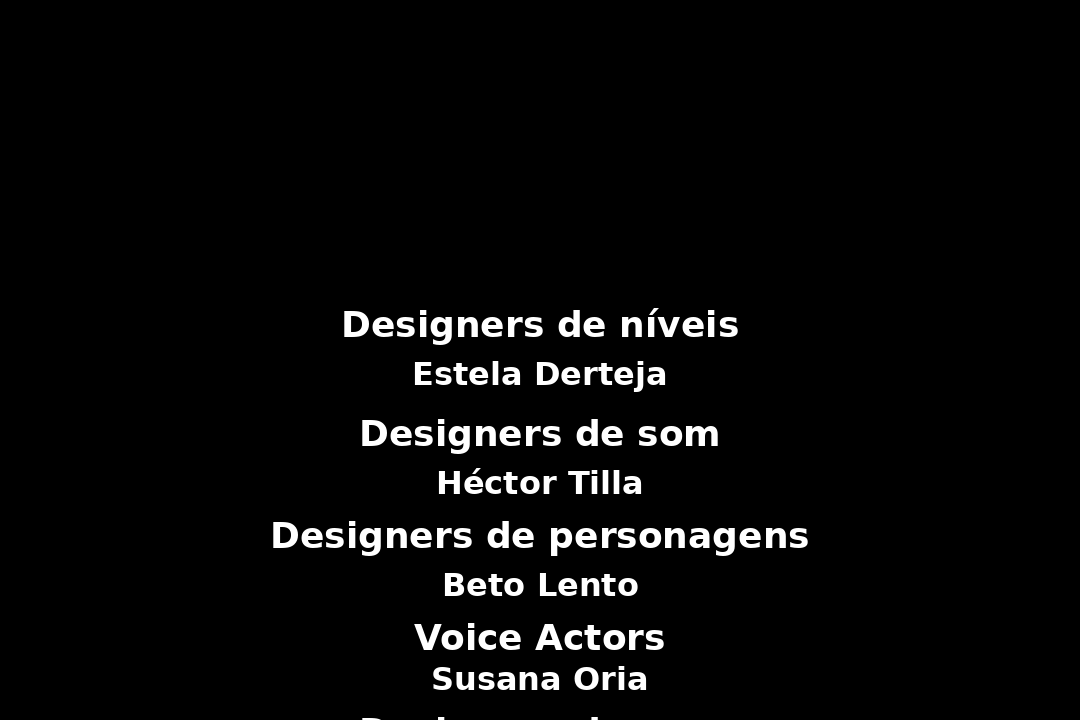 Designers de níveis
Estela Derteja
Designers de som
Héctor Tilla
Designers de personagens
Beto Lento
Voice Actors
Susana Oria